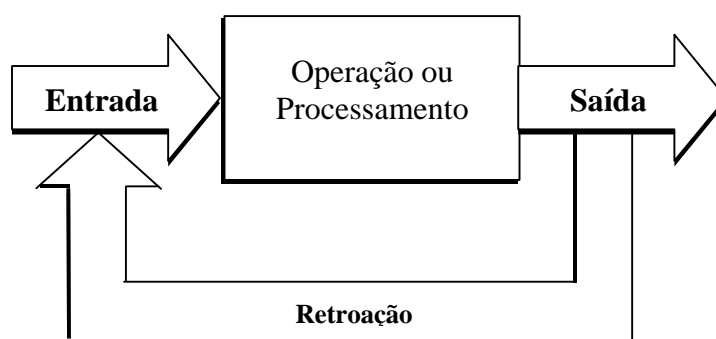 Entrada
Operação ou
Processamento
Saída
Retroação